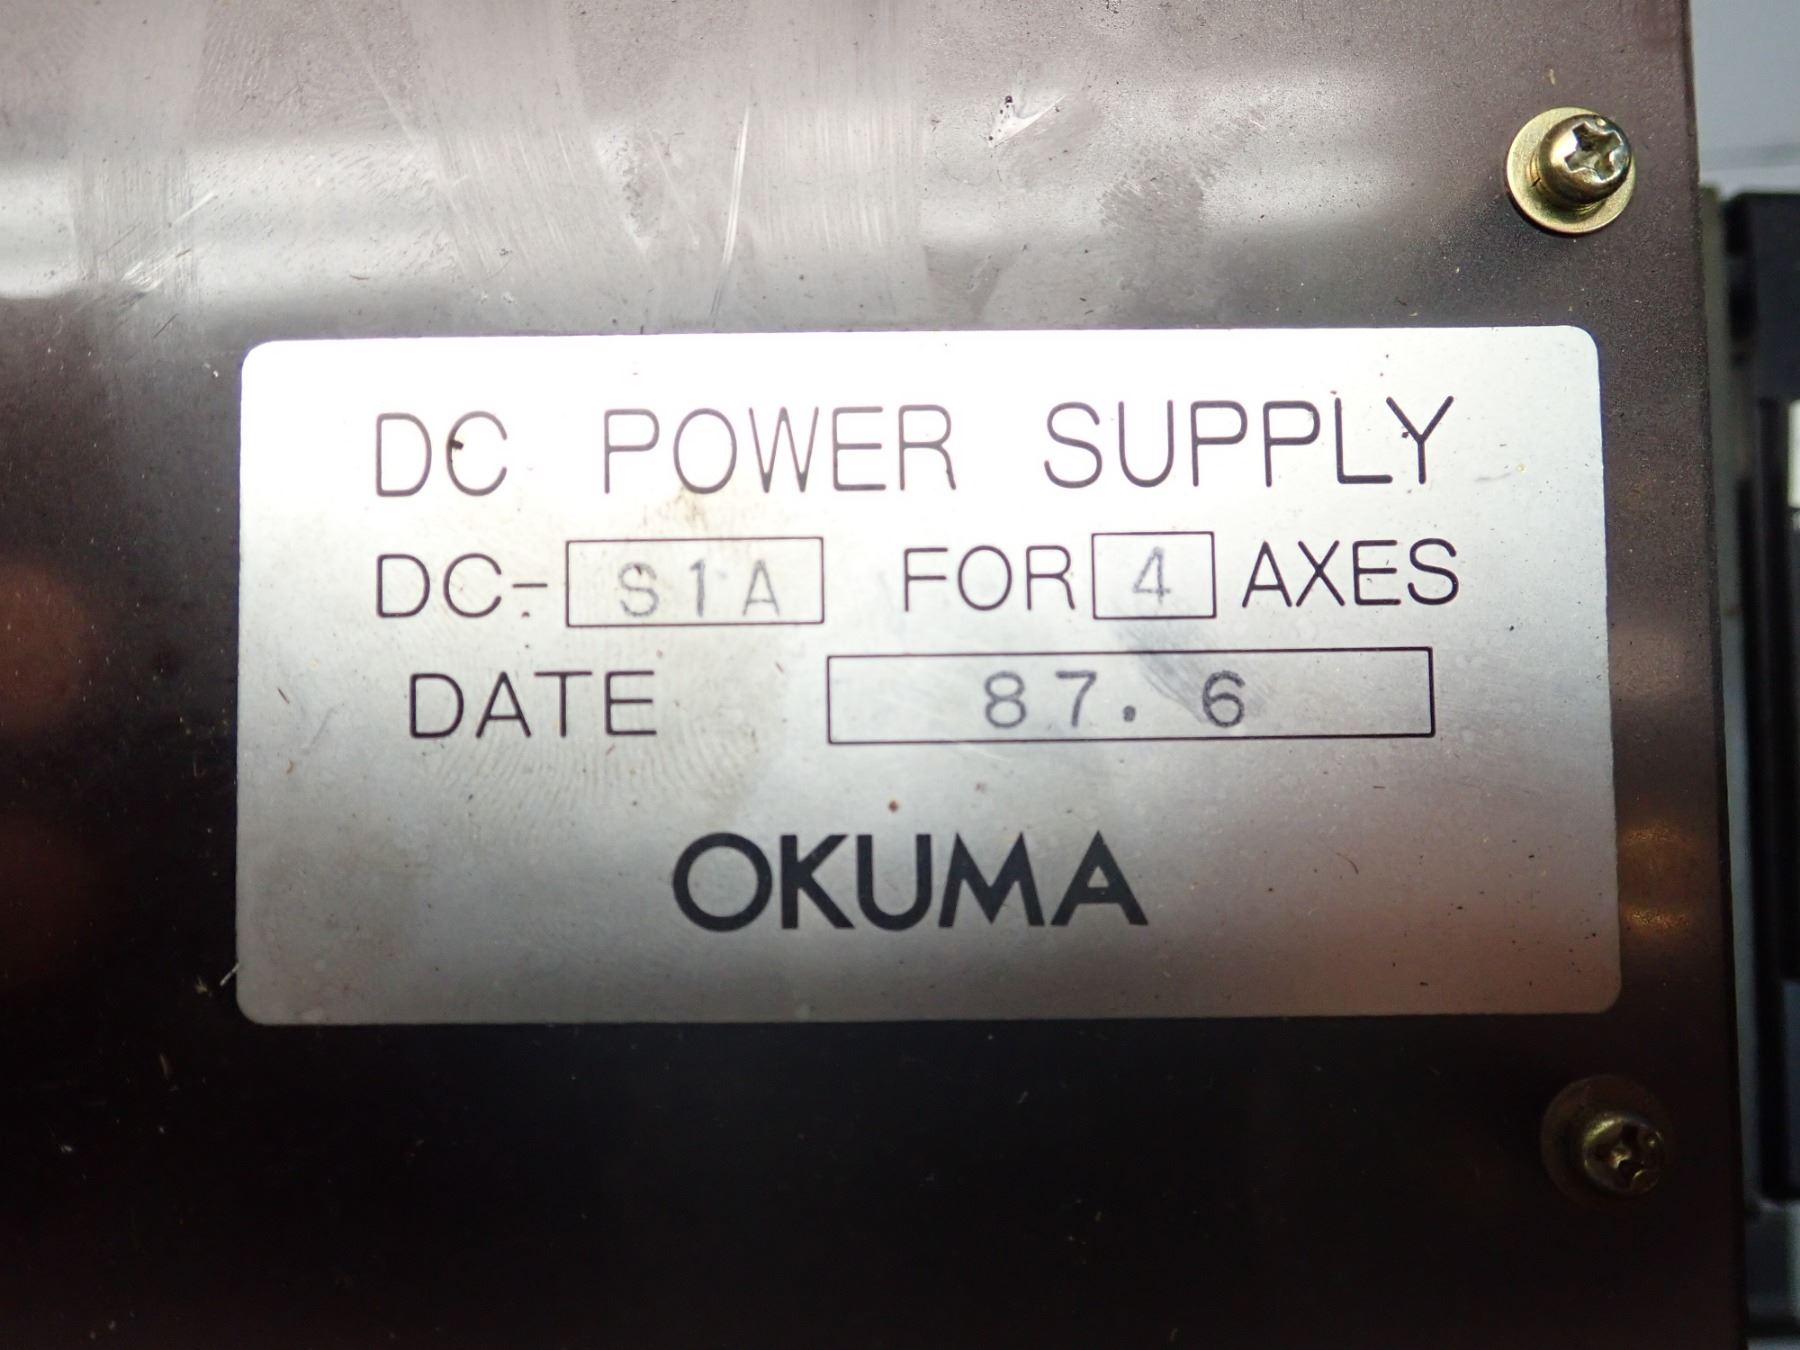 DC POWER SUPPLY
DC-S1A FOR 4 AXES
DATE 87.6
OKUMA